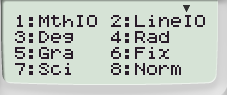 1:MthIO 2:LineIO
3:Deg 4:Rad
5:Gra 6:Fix
7:Sci 8:Norm